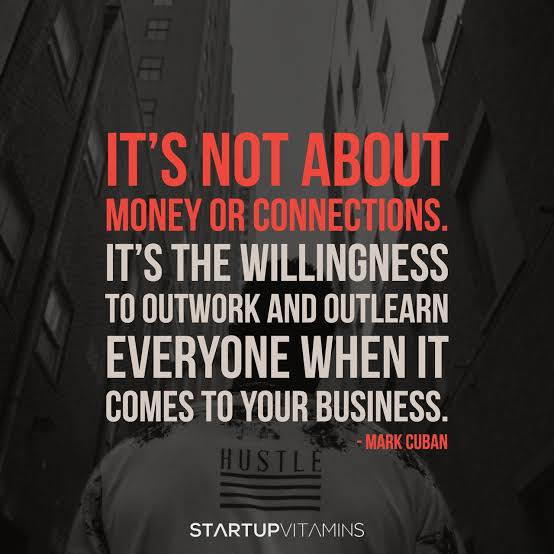 IT'S NOT ABOUT
MONEY OR CONNECTIONS.
IT'S THE WILLINGNESS
TO OUTWORK AND OUTLEARN
EVERYONE WHEN IT
COMES TO YOUR BUSINESS.
- MARK CUBAN
HUSTLE
STARTUPVITAMINS